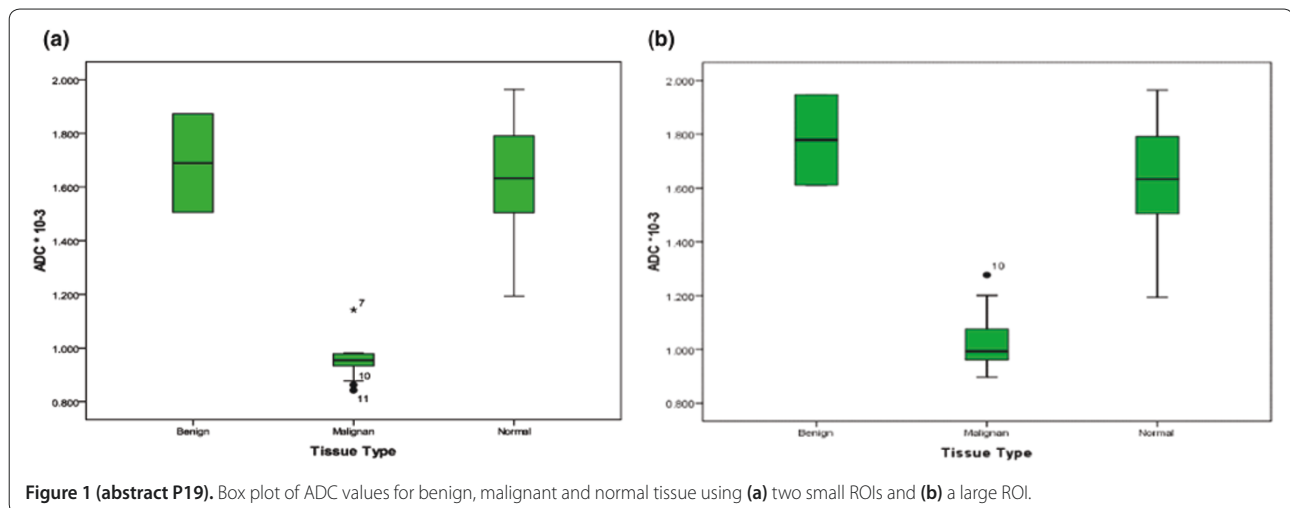 (a)
2.000
1.800
1.600
1.400
1.200
1.000
0.800
ADC * 10-3
7
10
11
Benign
Malignan
Normal
Tissue Type
(b)
2.000
1.800
1.600
1.400
1.200
1.000
0.800
ADC *10-3
10
Benign
Malignan
Normal
Tissue Type
Figure 1 (abstract P19). Box plot of ADC values for benign, malignant and normal tissue using (a) two small ROIs and (b) a large ROI.